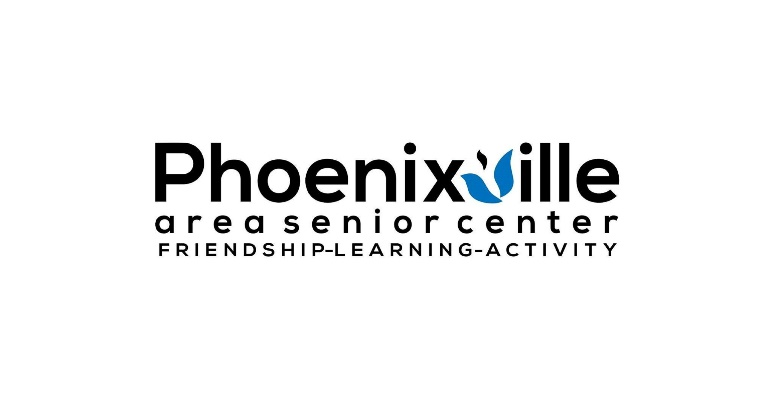 Phoenixville
area senior center
FRIENDSHIP-LEARNING-ACTIVITY